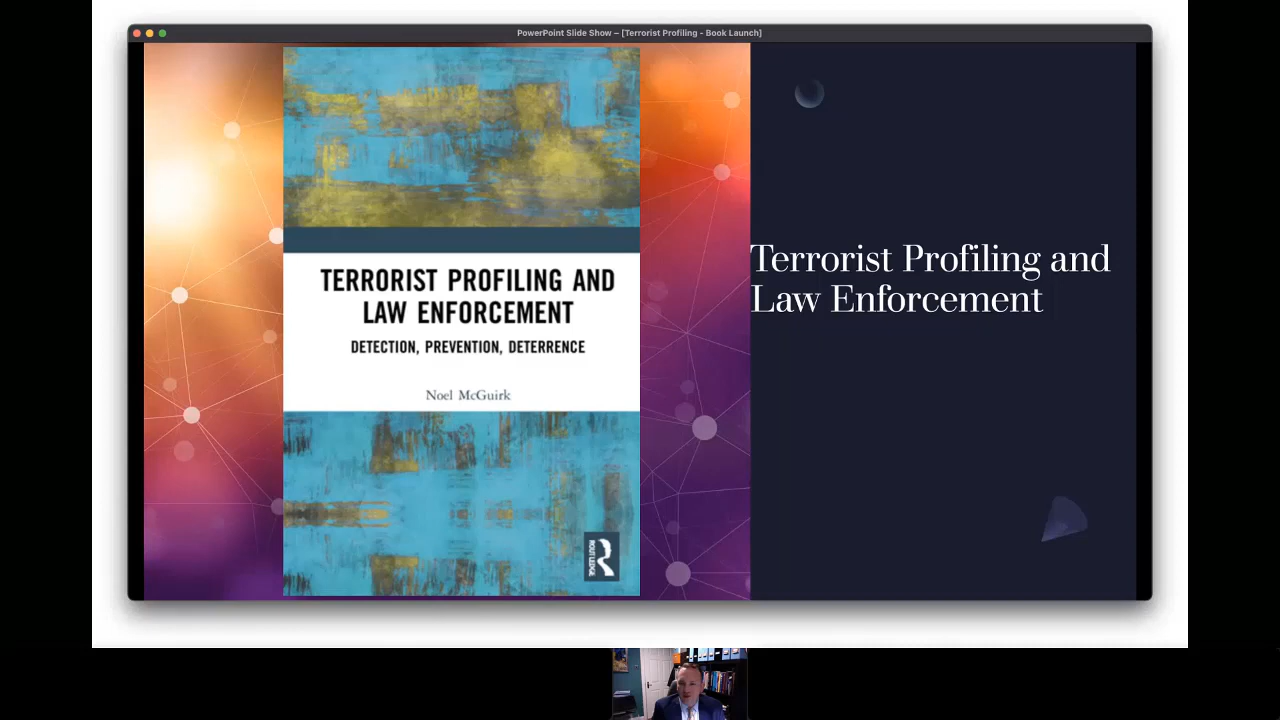 PowerPoint Slide Show – [Terrorist Profiling - Book Launch]
TERRORIST PROFILING AND
LAW ENFORCEMENT
DETECTION, PREVENTION, DETERRENCE
Noel McGuirk
ROUTLEDGE
Terrorist Profiling and
Law Enforcement